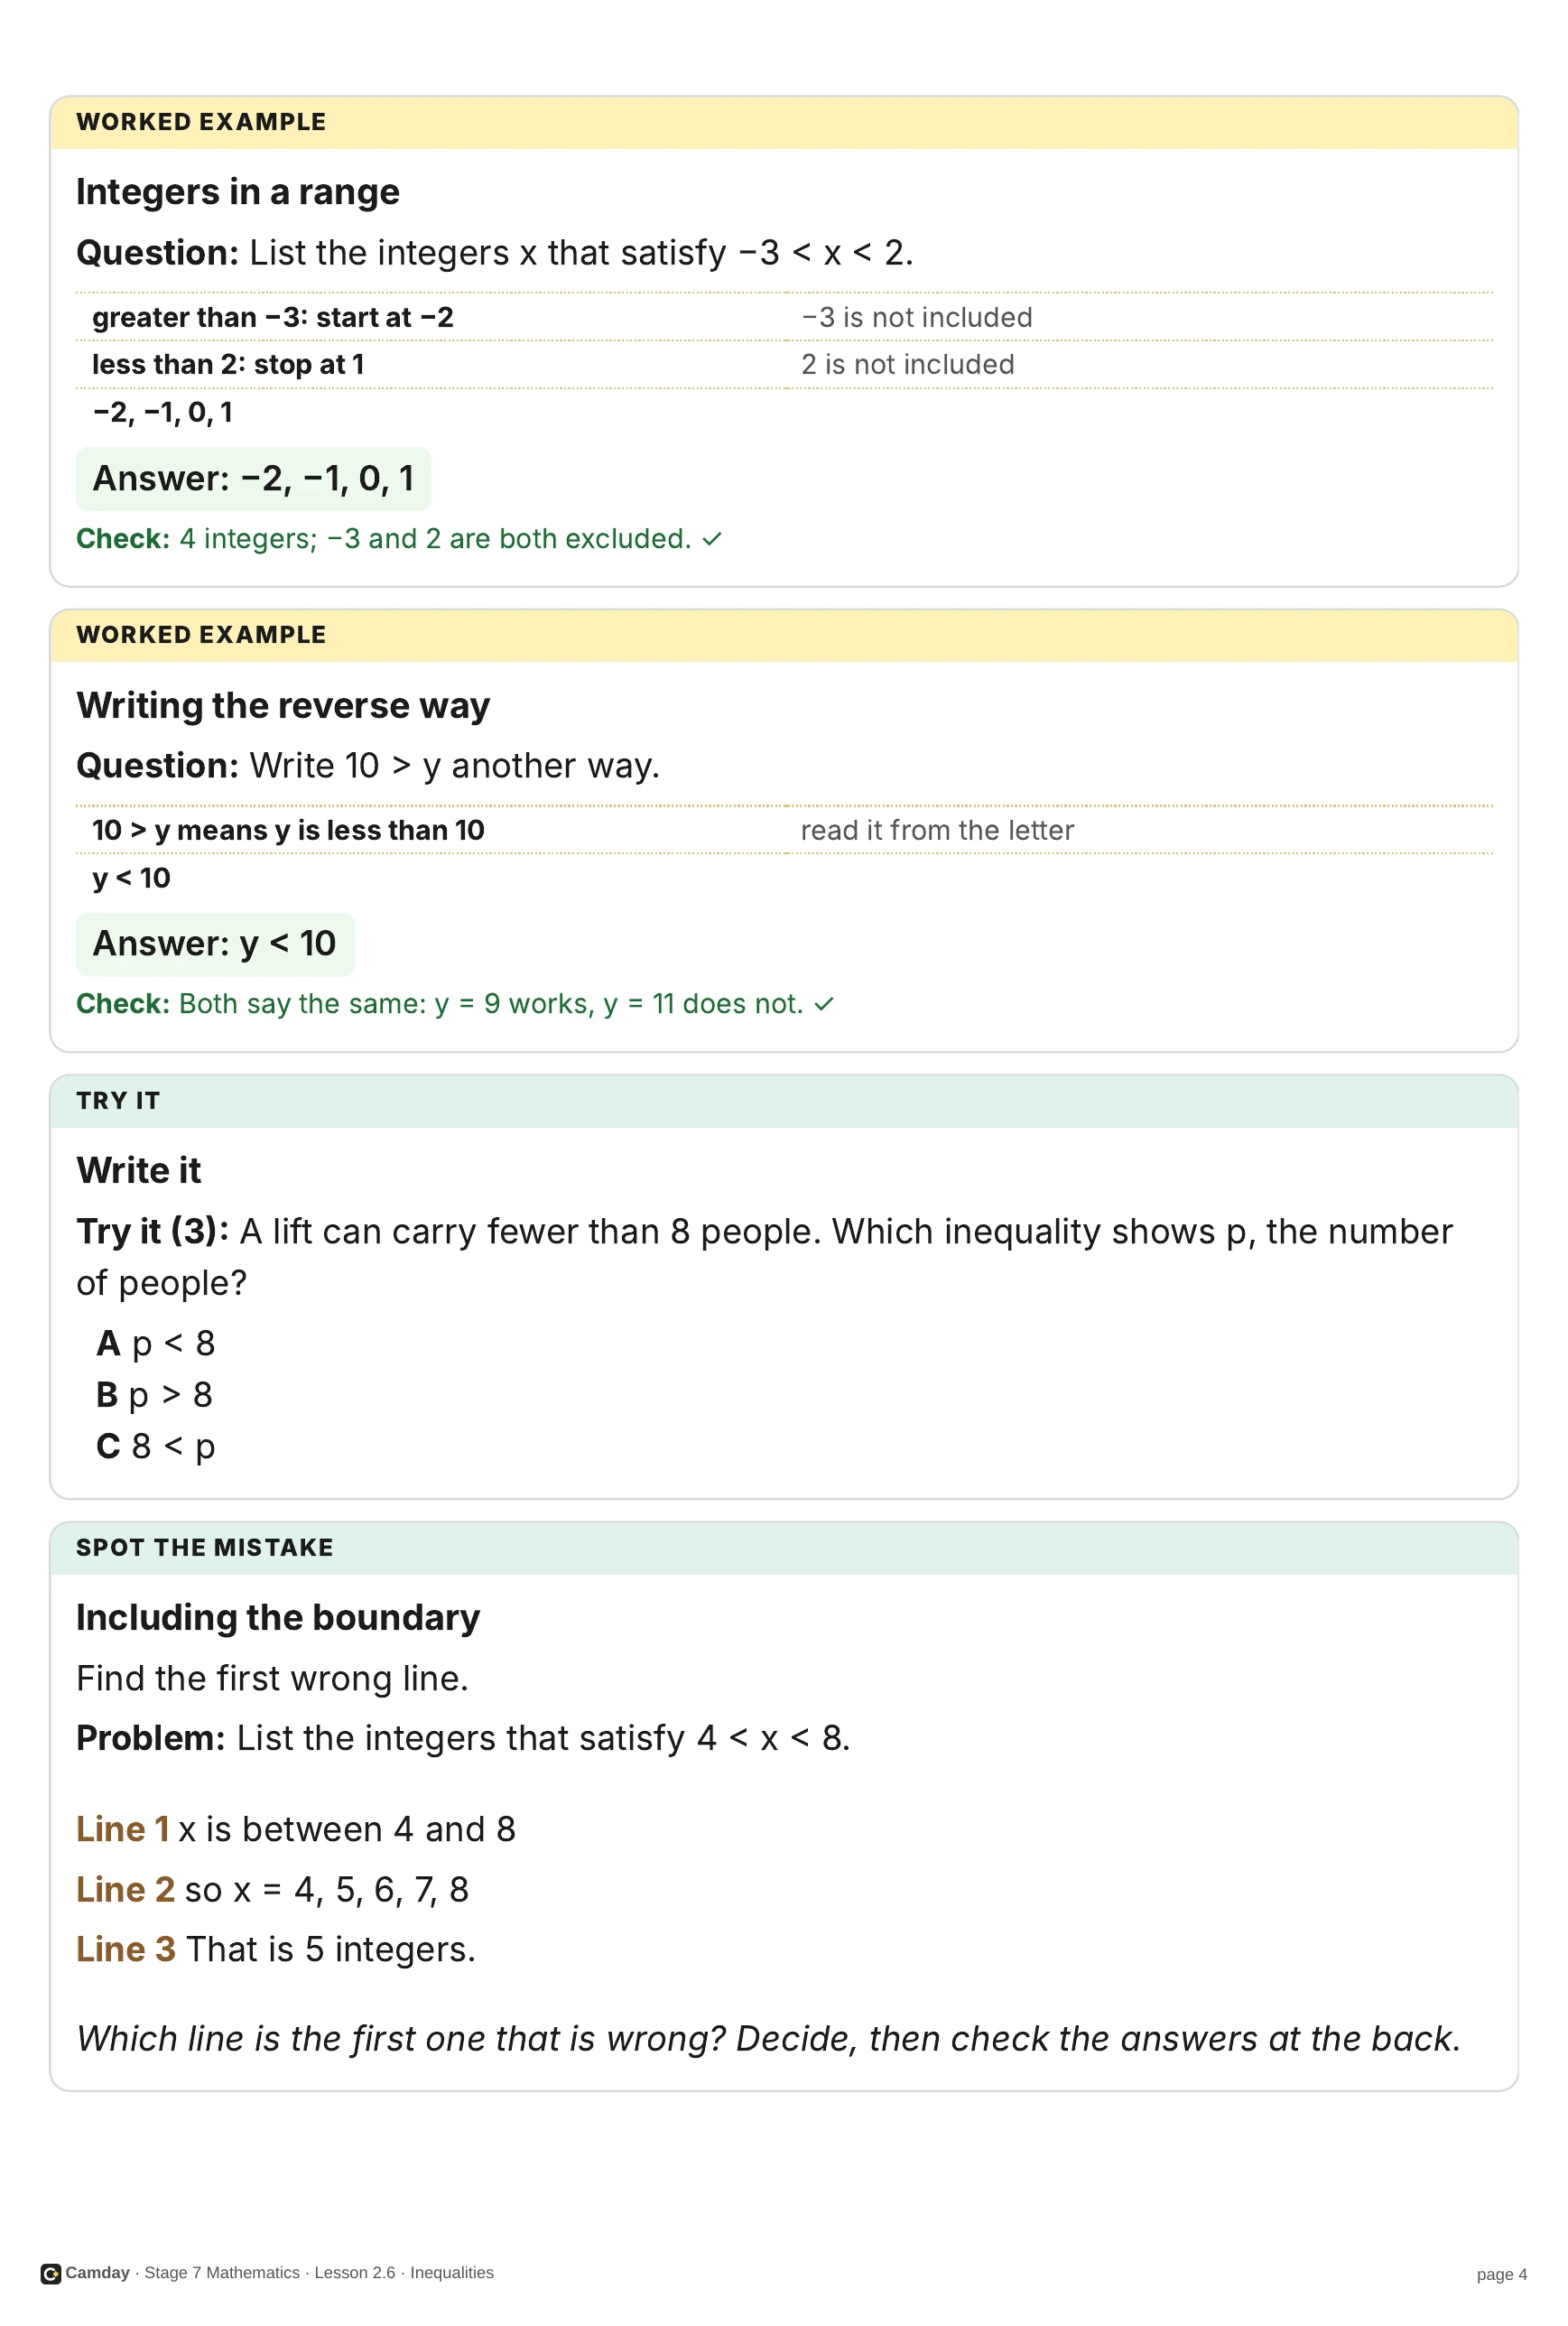 WORKED EXAMPLE
Integers in a range
Question: List the integers x that satisfy −3 < x < 2.
greater than −3: start at −2 −3 is not included
less than 2: stop at 1 2 is not included
−2, −1, 0, 1
Answer: −2, −1, 0, 1
Check: 4 integers; −3 and 2 are both excluded. ✓
WORKED EXAMPLE
Writing the reverse way
Question: Write 10 > y another way.
10 > y means y is less than 10 read it from the letter
y < 10
Answer: y < 10
Check: Both say the same: y = 9 works, y = 11 does not. ✓
TRY IT
Write it
Try it (3): A lift can carry fewer than 8 people. Which inequality shows p, the number
of people?
A p < 8
B p > 8
C 8 < p
SPOT THE MISTAKE
Including the boundary
Find the first wrong line.
Problem: List the integers that satisfy 4 < x < 8.
Line 1 x is between 4 and 8
Line 2 so x = 4, 5, 6, 7, 8
Line 3 That is 5 integers.
Which line is the first one that is wrong? Decide, then check the answers at the back.
Camday · Stage 7 Mathematics · Lesson 2.6 · Inequalities page 4